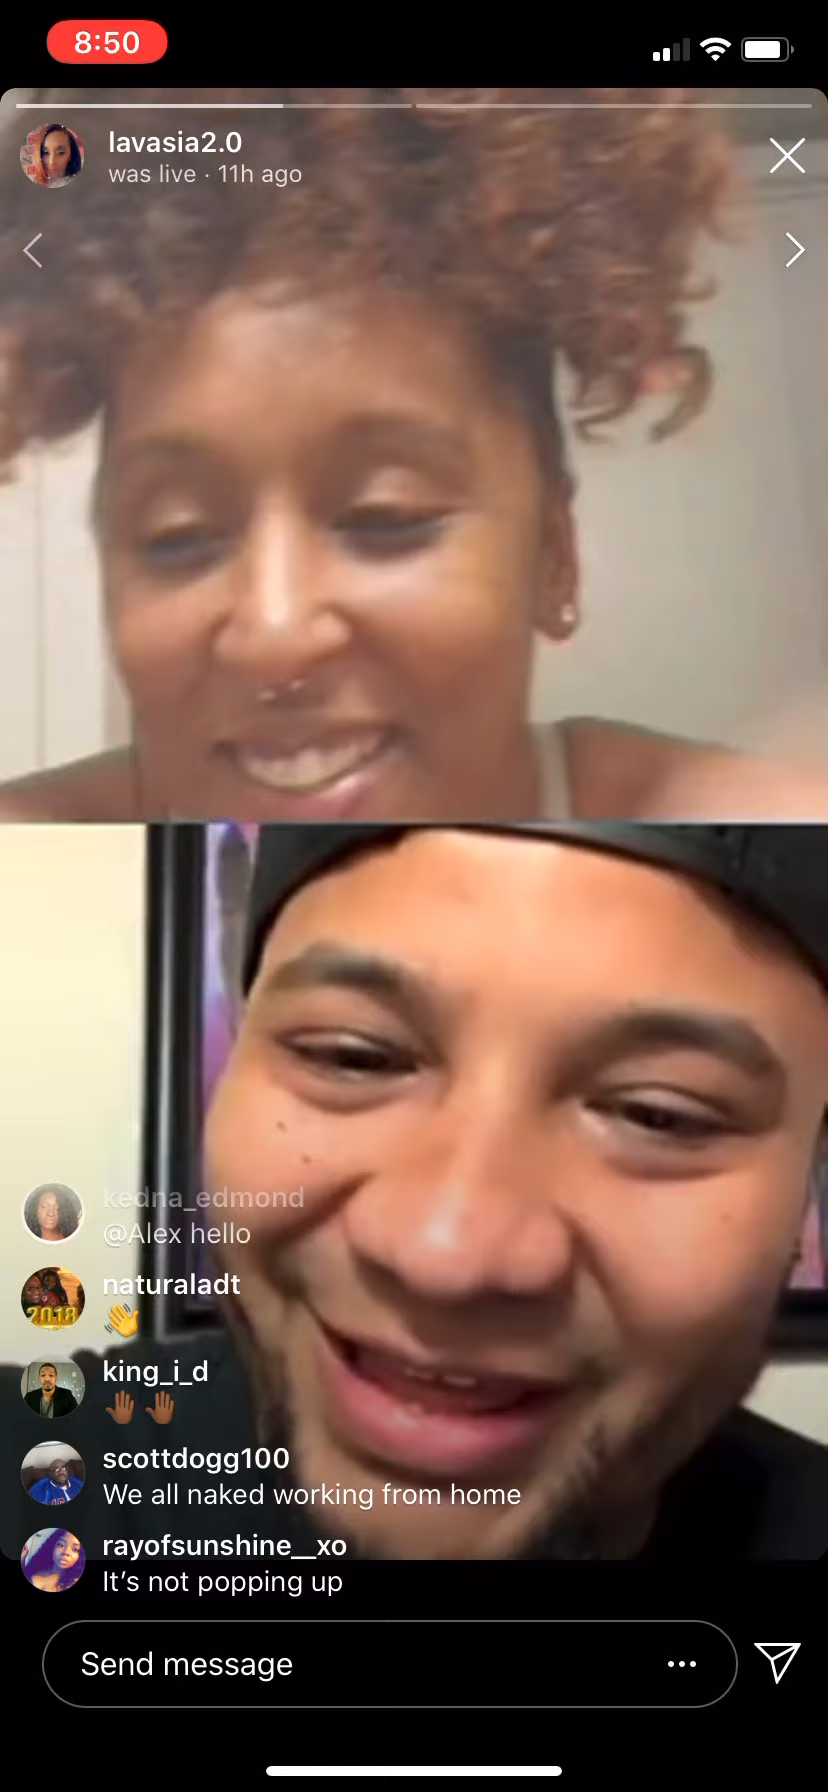 8:50
lavasia2.0
was live · 11h ago
kedna_edmond
@Alex hello
naturaladt
👋
king_i_d
🤚🏾🤚🏾
scottdogg100
We all naked working from home
rayofsunshine__xo
It's not popping up
Send message
2018